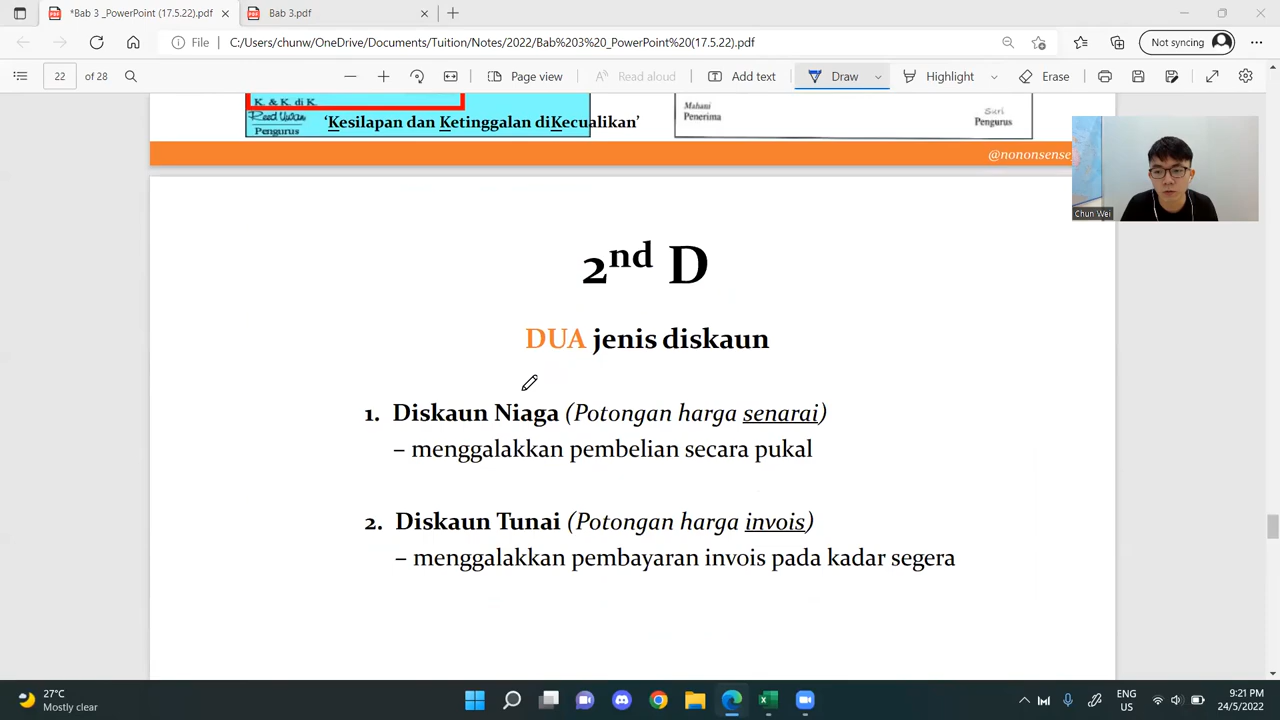 *Bab 3 _PowerPoint (17.5.22).pdf
Bab 3.pdf
File
C:/Users/chunw/OneDrive/Documents/Tuition/Notes/2022/Bab%203%20_PowerPoint%20(17.5.22).pdf
Not syncing
22 of 28
Page view
Read aloud
Add text
Draw
Highlight
Erase
K. & K. di K.
Pengurus
'Kesilapan dan Ketinggalan diKecualikan'
Mahani
Penerima
Pengurus
@nononsense
Chun Wei
2nd D
DUA jenis diskaun
1. Diskaun Niaga (Potongan harga senarai)
– menggalakkan pembelian secara pukal
2. Diskaun Tunai (Potongan harga invois)
– menggalakkan pembayaran invois pada kadar segera
27°C
Mostly clear
ENG
US
9:21 PM
24/5/2022